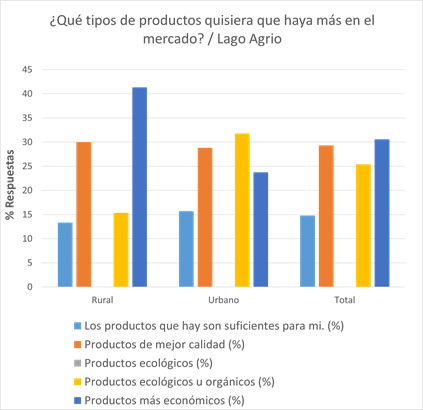 ¿Qué tipos de productos quisiera que haya más en el
mercado? / Lago Agrio
45
40
35
30
25
20
15
10
5
0
% Respuestas
Rural
Urbano
Total
Los productos que hay son suficientes para mi. (%)
Productos de mejor calidad (%)
Productos ecológicos (%)
Productos ecológicos u orgánicos (%)
Productos más económicos (%)